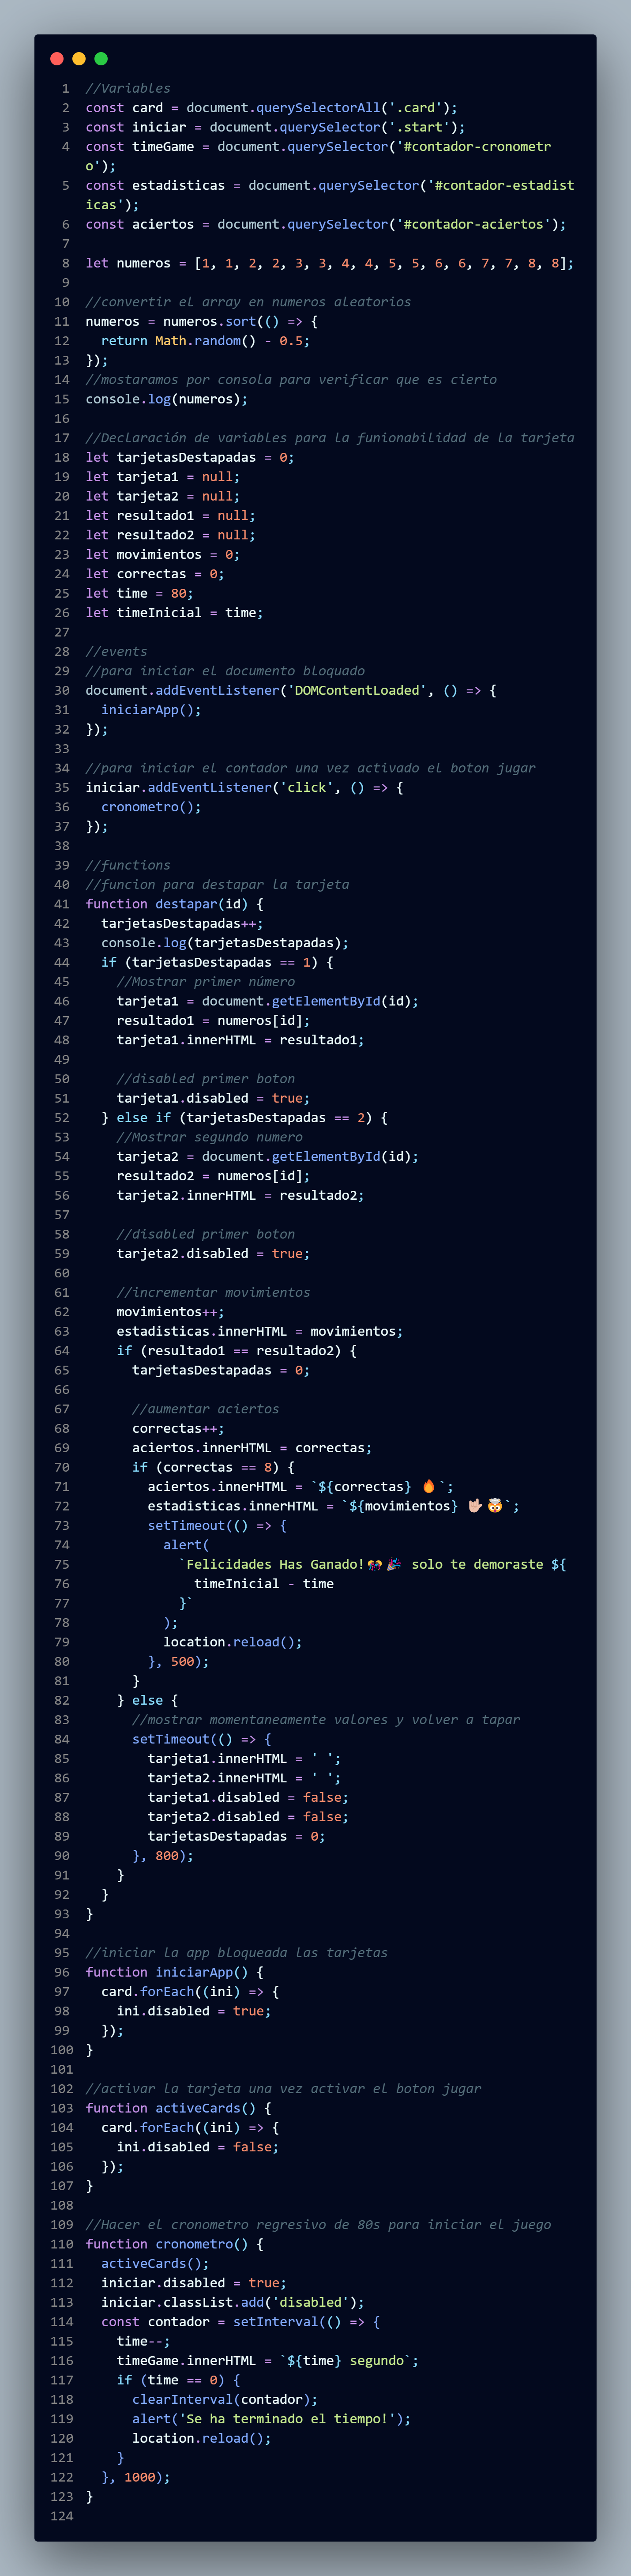 1 //Variables
2 const card = document.querySelectorAll('.card');
3 const iniciar = document.querySelector('.start');
4 const timeGame = document.querySelector('#contador-cronometr
o');
5 const estadisticas = document.querySelector('#contador-estadist
icas');
6 const aciertos = document.querySelector('#contador-aciertos');
7
8 let numeros = [1, 1, 2, 2, 3, 3, 4, 4, 5, 5, 6, 6, 7, 7, 8, 8];
9
10 //convertir el array en numeros aleatorios
11 numeros = numeros.sort(() => {
12   return Math.random() - 0.5;
13 });
14 //mostaramos por consola para verificar que es cierto
15 console.log(numeros);
16
17 //Declaración de variables para la funionabilidad de la tarjeta
18 let tarjetasDestapadas = 0;
19 let tarjeta1 = null;
20 let tarjeta2 = null;
21 let resultado1 = null;
22 let resultado2 = null;
23 let movimientos = 0;
24 let correctas = 0;
25 let time = 80;
26 let timeInicial = time;
27
28 //events
29 //para iniciar el documento bloquado
30 document.addEventListener('DOMContentLoaded', () => {
31   iniciarApp();
32 });
33
34 //para iniciar el contador una vez activado el boton jugar
35 iniciar.addEventListener('click', () => {
36   cronometro();
37 });
38
39 //functions
40 //funcion para destapar la tarjeta
41 function destapar(id) {
42   tarjetasDestapadas++;
43   console.log(tarjetasDestapadas);
44   if (tarjetasDestapadas == 1) {
45     //Mostrar primer número
46     tarjeta1 = document.getElementById(id);
47     resultado1 = numeros[id];
48     tarjeta1.innerHTML = resultado1;
49
50     //disabled primer boton
51     tarjeta1.disabled = true;
52   } else if (tarjetasDestapadas == 2) {
53     //Mostrar segundo numero
54     tarjeta2 = document.getElementById(id);
55     resultado2 = numeros[id];
56     tarjeta2.innerHTML = resultado2;
57
58     //disabled primer boton
59     tarjeta2.disabled = true;
60
61     //incrementar movimientos
62     movimientos++;
63     estadisticas.innerHTML = movimientos;
64     if (resultado1 == resultado2) {
65       tarjetasDestapadas = 0;
66
67       //aumentar aciertos
68       correctas++;
69       aciertos.innerHTML = correctas;
70       if (correctas == 8) {
71         aciertos.innerHTML = `${correctas} 🔥`;
72         estadisticas.innerHTML = `${movimientos} 🤟🏻🤯`;
73         setTimeout(() => {
74           alert(
75             `Felicidades Has Ganado!🎊🎉 solo te demoraste ${
76               timeInicial - time
77             }`
78           );
79           location.reload();
80         }, 500);
81       }
82     } else {
83       //mostrar momentaneamente valores y volver a tapar
84       setTimeout(() => {
85         tarjeta1.innerHTML = ' ';
86         tarjeta2.innerHTML = ' ';
87         tarjeta1.disabled = false;
88         tarjeta2.disabled = false;
89         tarjetasDestapadas = 0;
90       }, 800);
91     }
92   }
93 }
94
95 //iniciar la app bloqueada las tarjetas
96 function iniciarApp() {
97   card.forEach((ini) => {
98     ini.disabled = true;
99   });
100 }
101
102 //activar la tarjeta una vez activar el boton jugar
103 function activeCards() {
104   card.forEach((ini) => {
105     ini.disabled = false;
106   });
107 }
108
109 //Hacer el cronometro regresivo de 80s para iniciar el juego
110 function cronometro() {
111   activeCards();
112   iniciar.disabled = true;
113   iniciar.classList.add('disabled');
114   const contador = setInterval(() => {
115     time--;
116     timeGame.innerHTML = `${time} segundo`;
117     if (time == 0) {
118       clearInterval(contador);
119       alert('Se ha terminado el tiempo!');
120       location.reload();
121     }
122   }, 1000);
123 }
124